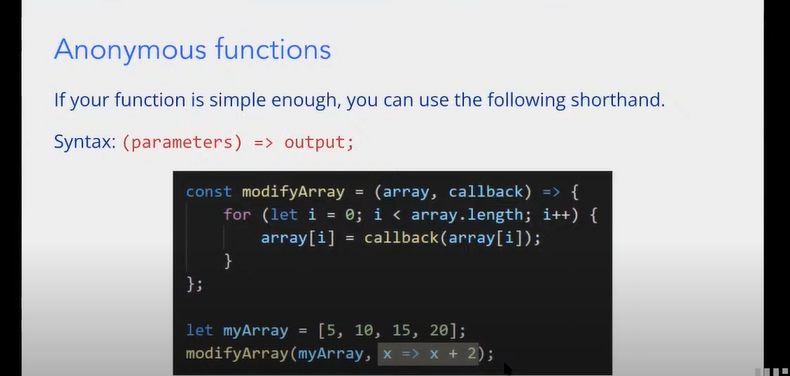 Anonymous functions
If your function is simple enough, you can use the following shorthand.
Syntax: (parameters) => output;
const modifyArray = (array, callback) => {
    for (let i = 0; i < array.length; i++) {
        array[i] = callback(array[i]);
    }
};
let myArray = [5, 10, 15, 20];
modifyArray(myArray, x => x + 2);